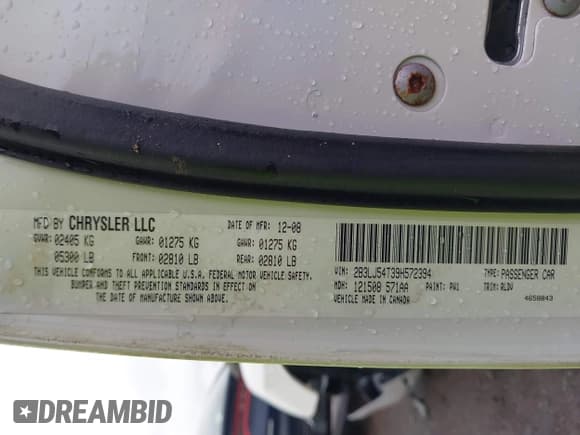 MFD BY CHRYSLER LLC DATE OF MFR: 12-08
GVWR: 02405 KG GAWR: 01275 KG GAWR: 01275 KG
05300 LB FRONT: 02810 LB REAR: 02810 LB
THIS VEHICLE CONFORMS TO ALL APPLICABLE U.S.A. FEDERAL MOTOR VEHICLE SAFETY,
BUMPER AND THEFT PREVENTION STANDARDS IN EFFECT ON
THE DATE OF MANUFACTURE SHOWN ABOVE.
VIN: 2B3LJ54T39H572394 TYPE: PASSENGER CAR
MDH: 121508 571AA PAINT: PW1 TRIM: RLDV
VEHICLE MADE IN CANADA 4658843
DREAMBID